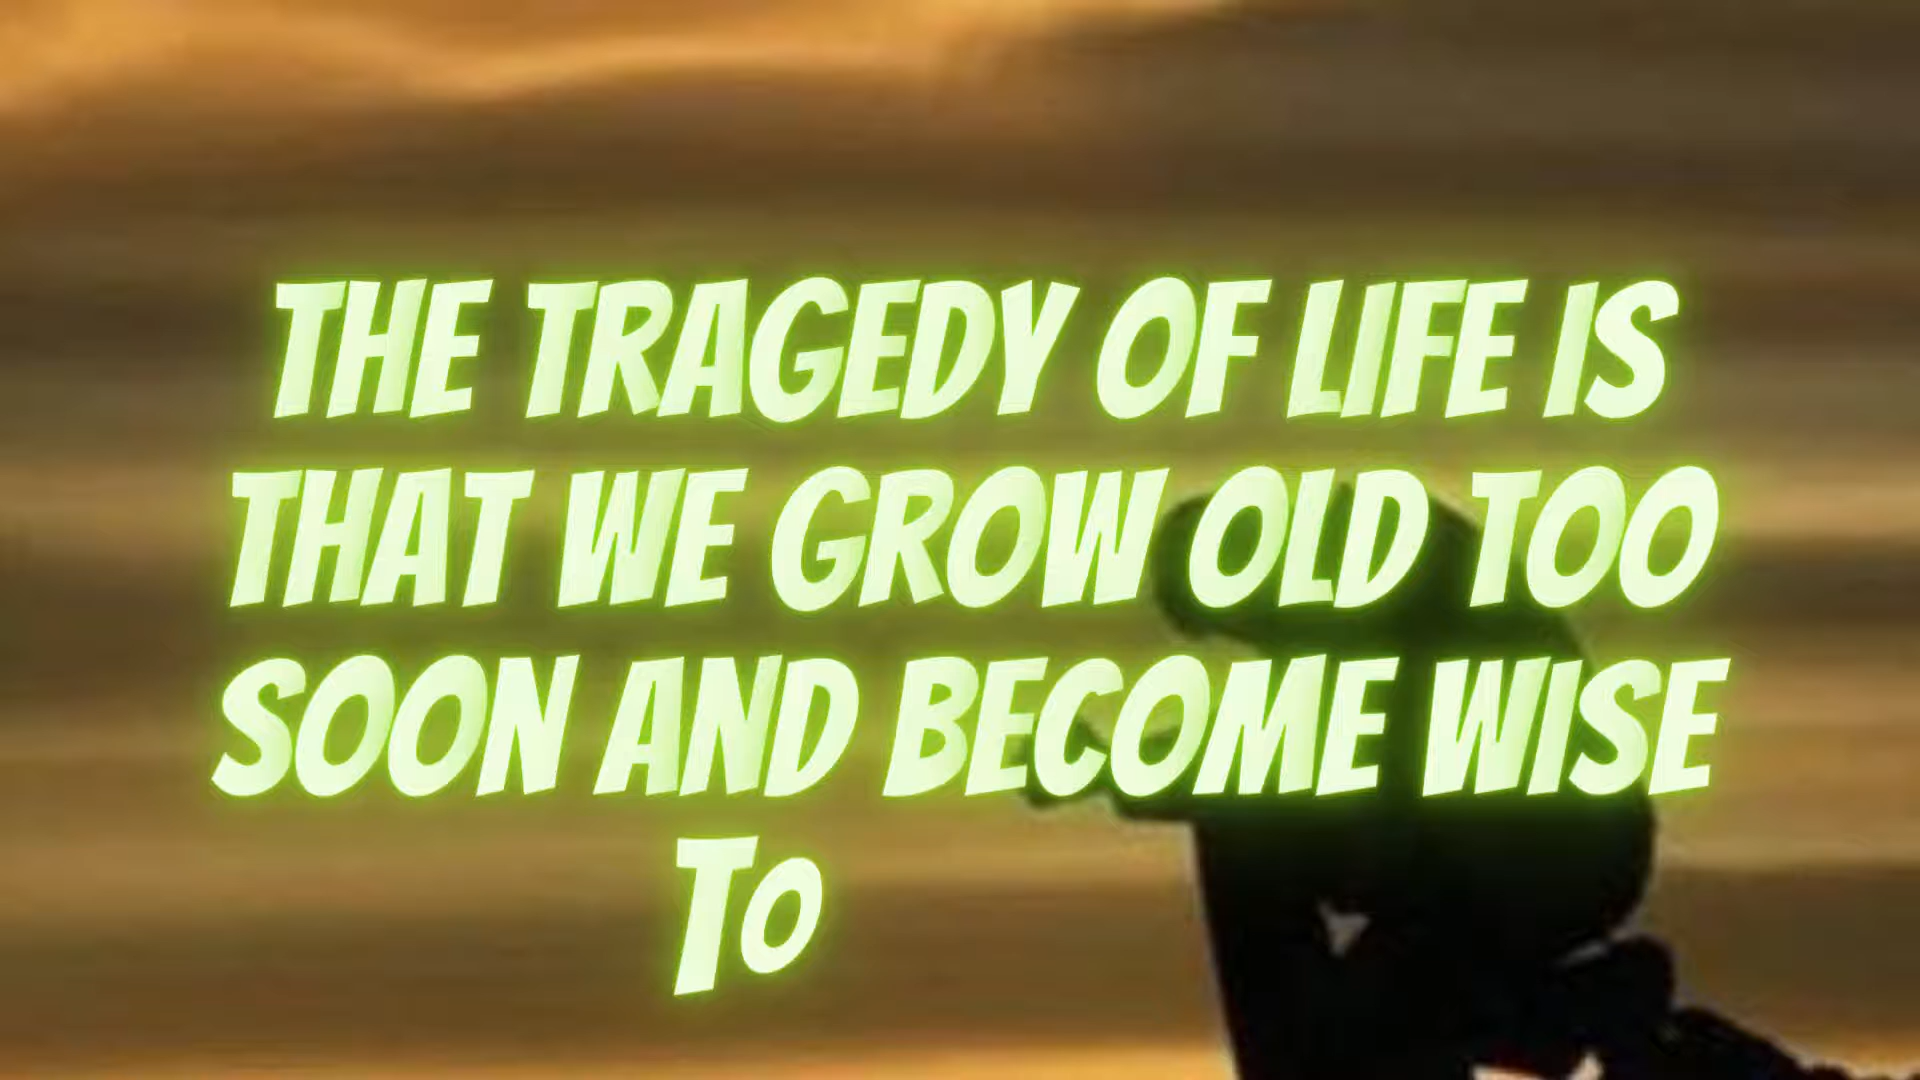 THE TRAGEDY OF LIFE IS
THAT WE GROW OLD TOO
SOON AND BECOME WISE
To